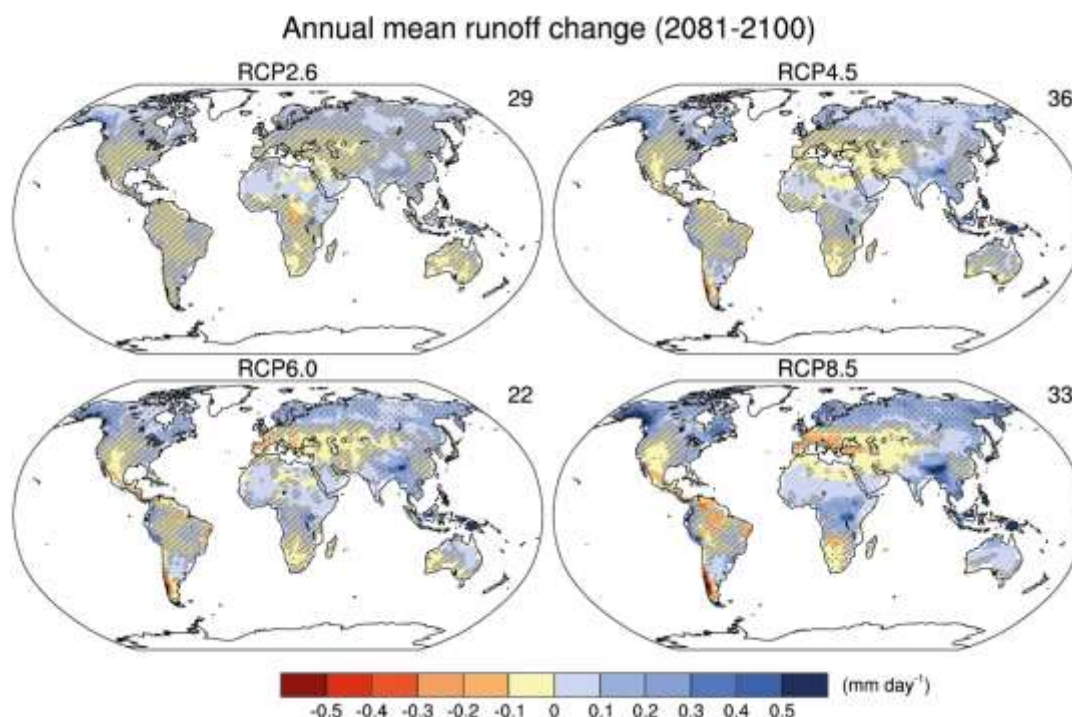 Annual mean runoff change (2081-2100)
RCP2.6
29
RCP4.5
36
RCP6.0
22
RCP8.5
33
-0.5 -0.4 -0.3 -0.2 -0.1 0 0.1 0.2 0.3 0.4 0.5 (mm day⁻¹)